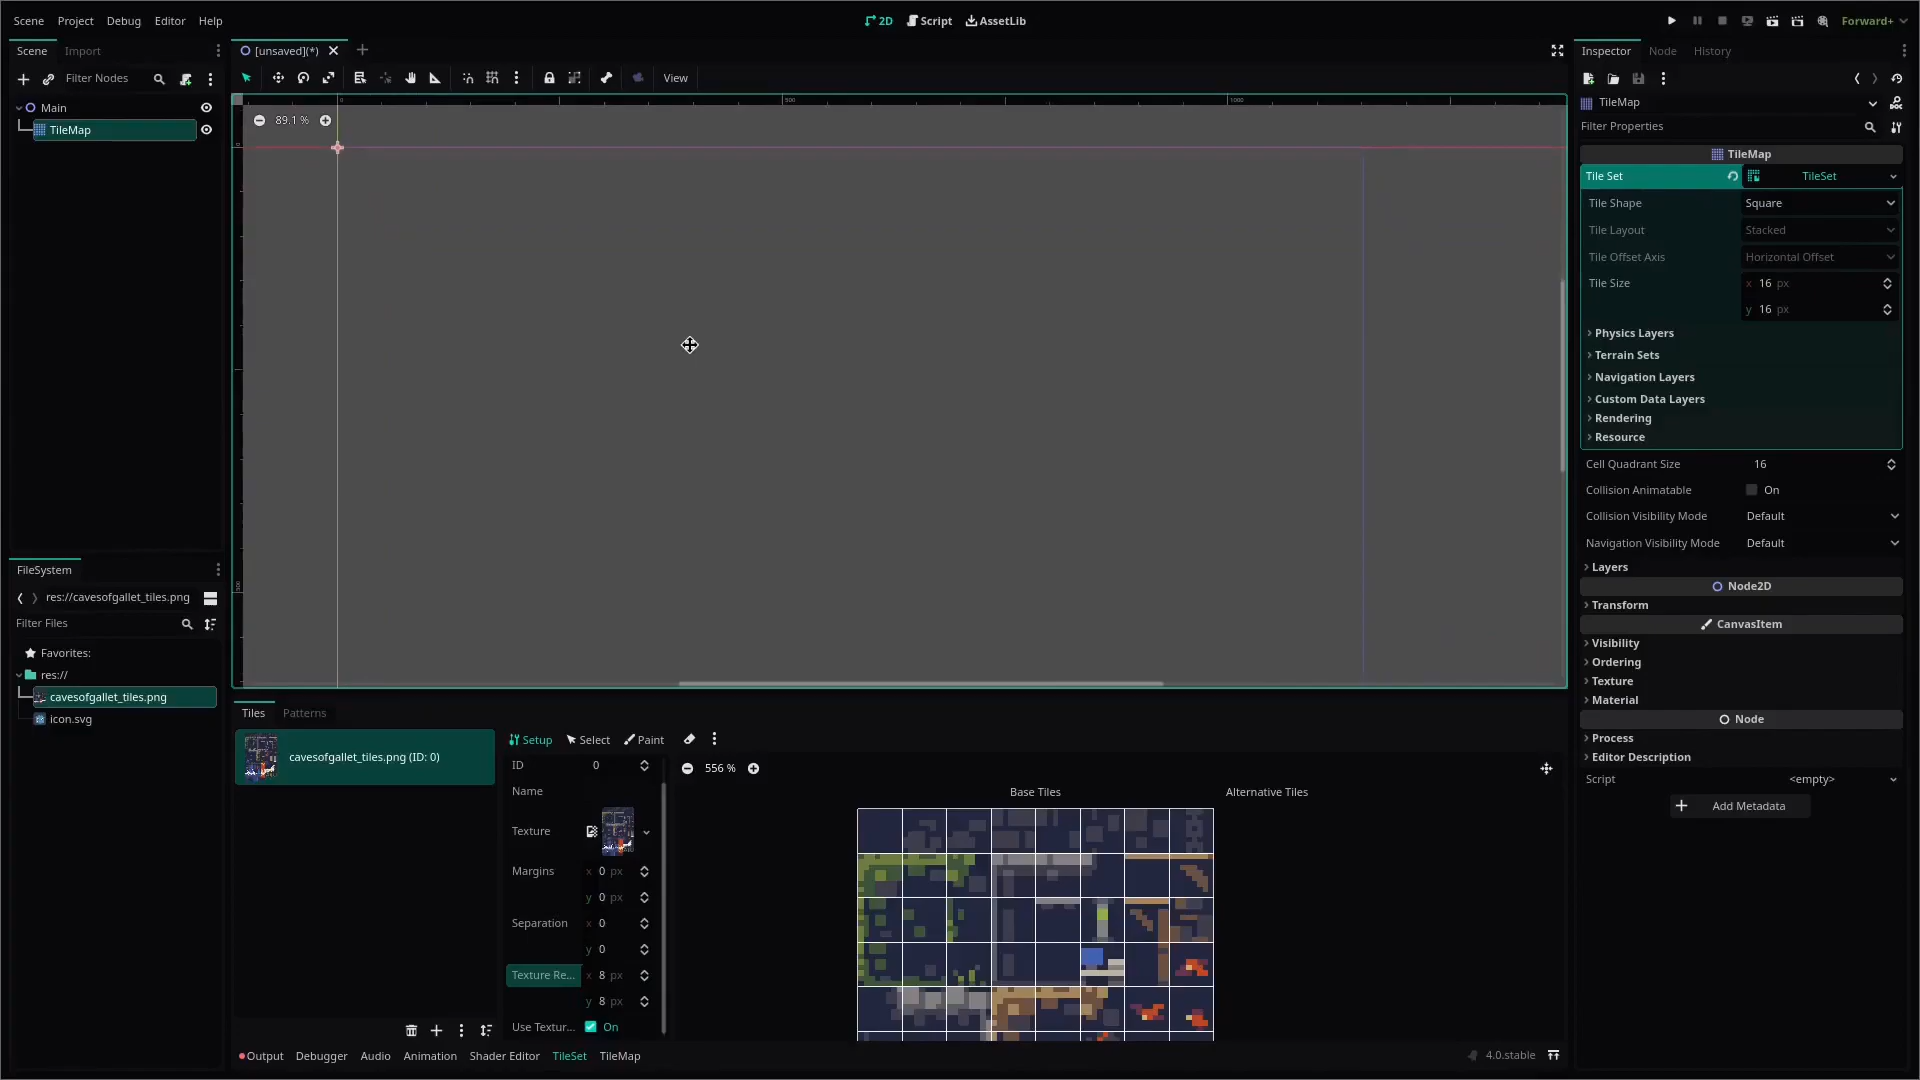 Scene Project Debug Editor Help
2D Script AssetLib
Forward+
Scene Import
[unsaved](*)
Inspector Node History
Filter Nodes
View
Main
TileMap
0 500 1000
89.1 %
TileMap
Filter Properties
TileMap
Tile Set TileSet
Tile Shape Square
Tile Layout Stacked
Tile Offset Axis Horizontal Offset
Tile Size x 16 px
y 16 px
Physics Layers
Terrain Sets
Navigation Layers
Custom Data Layers
Rendering
Resource
Cell Quadrant Size 16
Collision Animatable On
Collision Visibility Mode Default
Navigation Visibility Mode Default
Layers
Node2D
Transform
CanvasItem
Visibility
Ordering
Texture
Material
Node
Process
Editor Description
Script <empty>
Add Metadata
FileSystem
res://cavesofgallet_tiles.png
Filter Files
Favorites:
res://
cavesofgallet_tiles.png
icon.svg
Tiles Patterns
cavesofgallet_tiles.png (ID: 0)
Setup Select Paint
ID 0
Name
Texture
Margins x 0 px
y 0 px
Separation x 0
y 0
Texture Re... x 8 px
y 8 px
Use Textur... On
556 %
Base Tiles Alternative Tiles
Output Debugger Audio Animation Shader Editor TileSet TileMap
4.0.stable